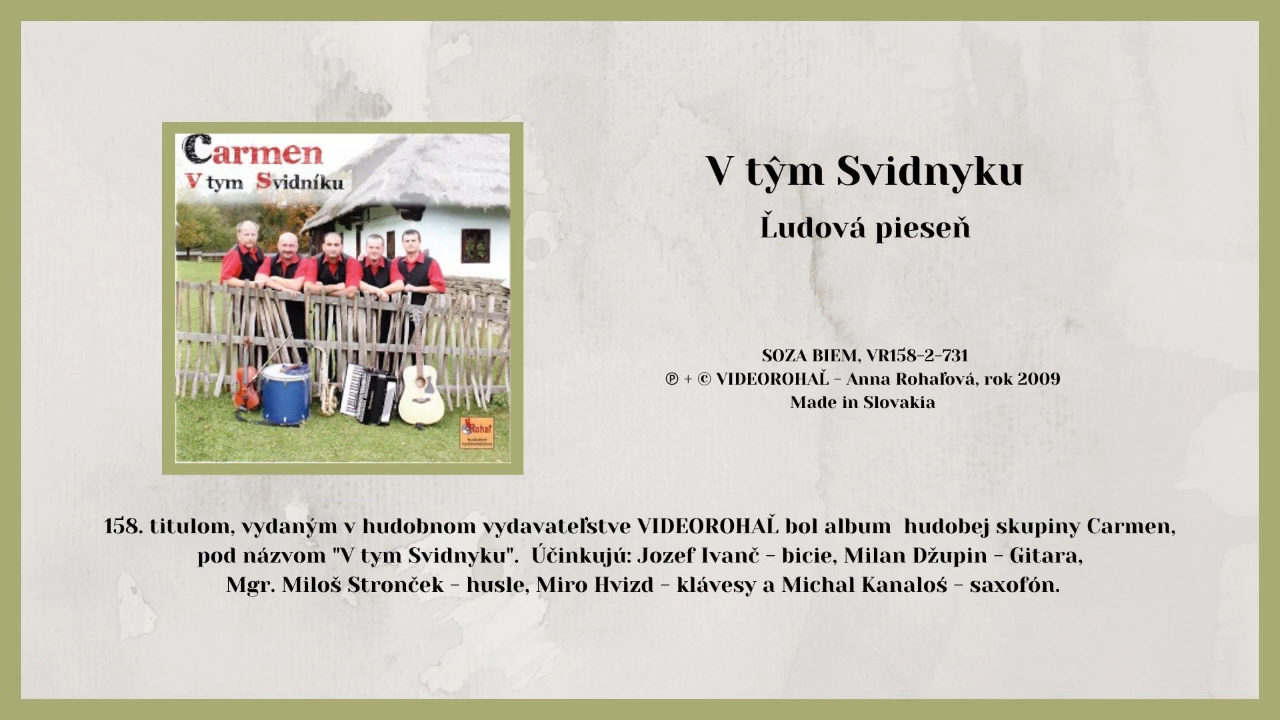 Carmen
V tym Svidníku
Rohaľ
V tŷm Svidnyku
Ľudová pieseň
SOZA BIEM, VR158-2-731
℗ + © VIDEOROHAĽ - Anna Rohaľová, rok 2009
Made in Slovakia
158. titulom, vydaným v hudobnom vydavateľstve VIDEOROHAĽ bol album hudobej skupiny Carmen,
pod názvom "V tym Svidnyku". Účinkujú: Jozef Ivanč - bicie, Milan Džupin - Gitara,
Mgr. Miloš Stronček - husle, Miro Hvizd - klávesy a Michal Kanaloś - saxofón.